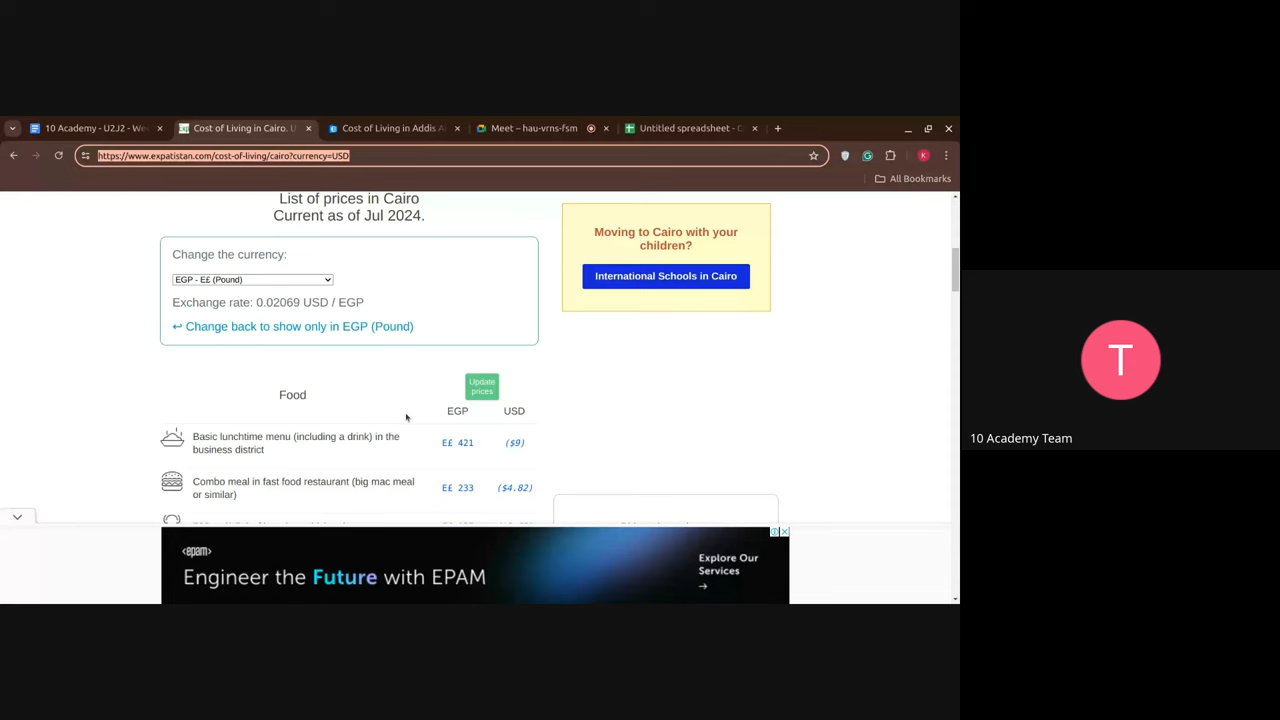 10 Academy - U2J2 - We
Cost of Living in Cairo. U
Cost of Living in Addis A
Meet – hau-vrns-fsm
Untitled spreadsheet - G
https://www.expatistan.com/cost-of-living/cairo?currency=USD
K
All Bookmarks
List of prices in Cairo
Current as of Jul 2024.
Change the currency:
EGP - E£ (Pound)
Exchange rate: 0.02069 USD / EGP
↩ Change back to show only in EGP (Pound)
Moving to Cairo with your
children?
International Schools in Cairo
Food
Update
prices
EGP USD
Basic lunchtime menu (including a drink) in the
business district
E£ 421 ($9)
Combo meal in fast food restaurant (big mac meal
or similar)
E£ 233 ($4.82)
<epam>
Engineer the Future with EPAM
Explore Our
Services
→
T
10 Academy Team